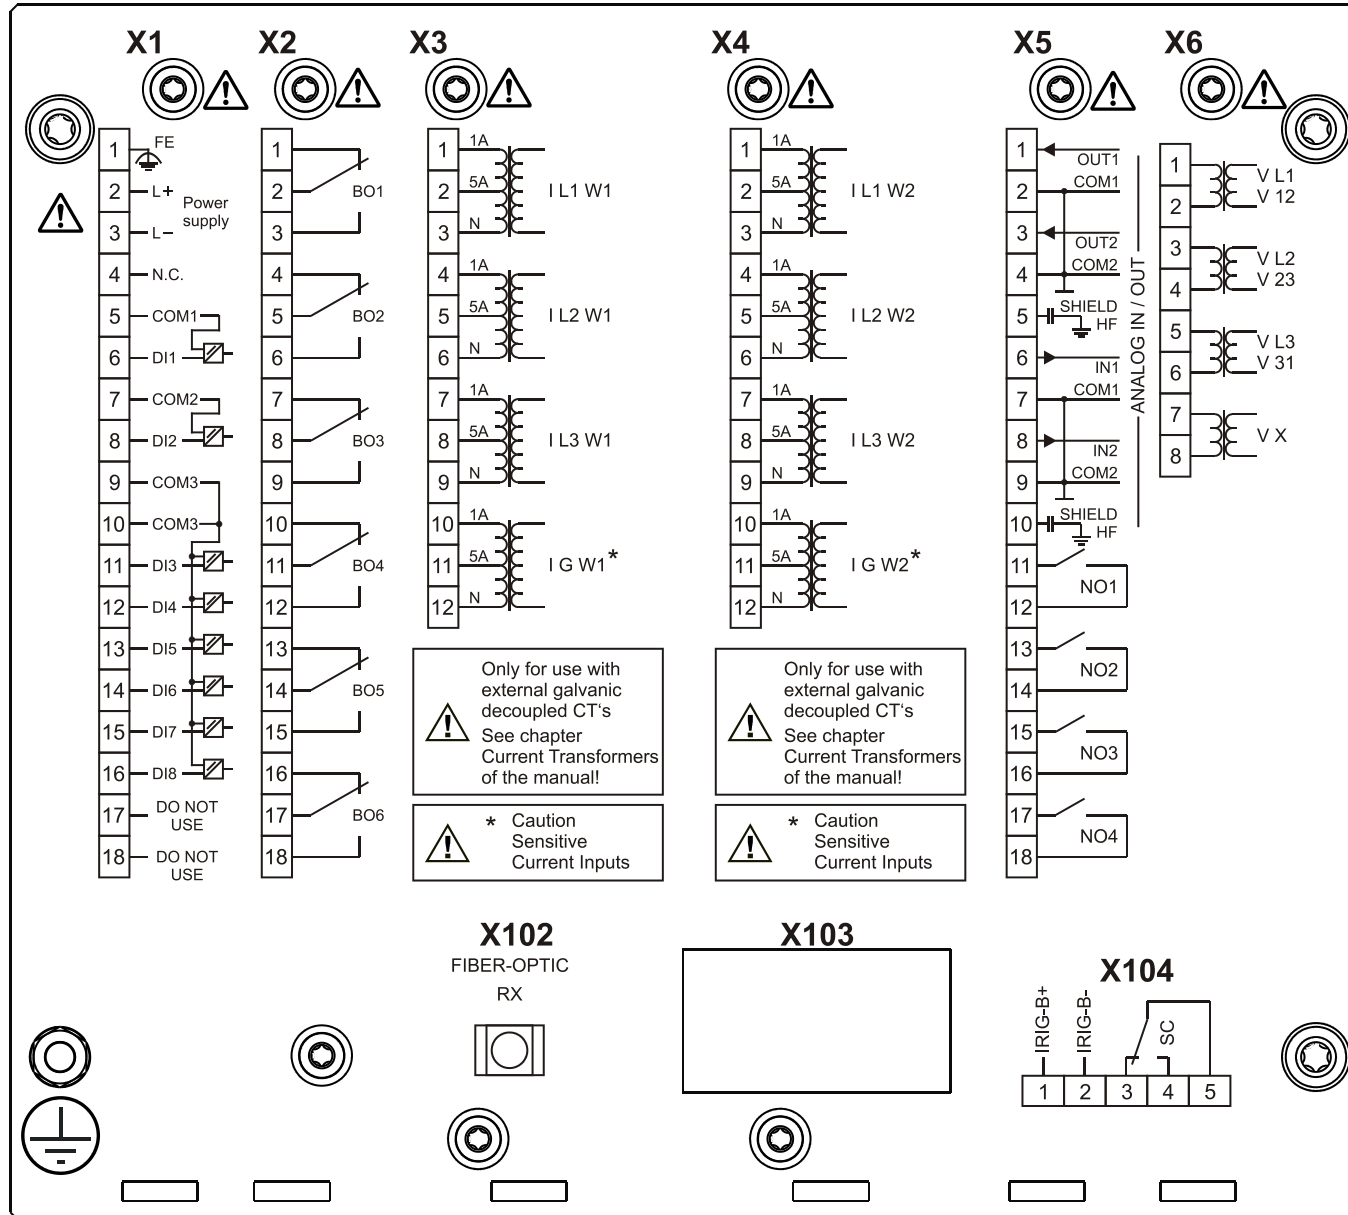 X1
1 FE
2 L+ Power supply
3 L–
4 N.C.
5 COM1
6 DI1
7 COM2
8 DI2
9 COM3
10 COM3
11 DI3
12 DI4
13 DI5
14 DI6
15 DI7
16 DI8
17 DO NOT USE
18 DO NOT USE
X2
1
2 BO1
3
4
5 BO2
6
7
8 BO3
9
10
11 BO4
12
13
14 BO5
15
16
17 BO6
18
X3
1 1A
2 5A I L1 W1
3 N
4 1A
5 5A I L2 W1
6 N
7 1A
8 5A I L3 W1
9 N
10 1A
11 5A I G W1*
12 N
Only for use with
external galvanic
decoupled CT‘s
See chapter
Current Transformers
of the manual!
* Caution
Sensitive
Current Inputs
X4
1 1A
2 5A I L1 W2
3 N
4 1A
5 5A I L2 W2
6 N
7 1A
8 5A I L3 W2
9 N
10 1A
11 5A I G W2*
12 N
Only for use with
external galvanic
decoupled CT‘s
See chapter
Current Transformers
of the manual!
* Caution
Sensitive
Current Inputs
X5
1 OUT1
2 COM1
3 OUT2
4 COM2
5 SHIELD HF
6 IN1
7 COM1
8 IN2
9 COM2
10 SHIELD HF
ANALOG IN / OUT
11
NO1
12
13
NO2
14
15
NO3
16
17
NO4
18
X6
1 V L1
2 V 12
3 V L2
4 V 23
5 V L3
6 V 31
7
V X
8
X102
FIBER-OPTIC
RX
X103
X104
IRIG-B+
IRIG-B-
SC
1 2 3 4 5